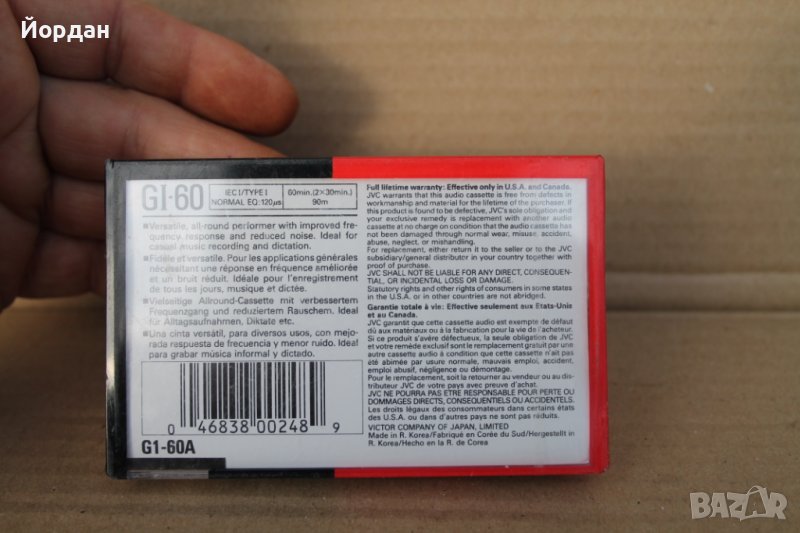 Йордан
GI-60
IEC I/TYPE I
NORMAL EQ: 120µs
60min. (2×30min.)
90m
■Versatile, all-round performer with improved fre-
quency response and reduced noise. Ideal for
casual music recording and dictation.
■Fidèle et versatile. Pour les applications générales
nécessitant une réponse en fréquence améliorée
et un bruit réduit. Idéale pour l'enregistrement
de tous les jours, musique et dictée.
■Vielseitige Allround-Cassette mit verbessertem
Frequenzgang und reduziertem Rauschem. Ideal
für Alltagsaufnahmen, Diktate etc.
■Una cinta versátil, para diversos usos, con mejo-
rada respuesta de frecuencia y menor ruido. Ideal
para grabar música informal y dictado.
0 46838 00248 9
G1-60A
Full lifetime warranty: Effective only in U.S.A. and Canada.
JVC warrants that this audio cassette is free from defects in
workmanship and material for the lifetime of the purchaser. If
this product is found to be defective, JVC's sole obligation and
your exclusive remedy is replacement with another audio
cassette at no charge on condition that the audio cassette has
not been damaged through normal wear, misuse, accident,
abuse, neglect, or mishandling.
For replacement, either return it to the seller or to the JVC
subsidiary/general distributor in your country together with
proof of purchase.
JVC SHALL NOT BE LIABLE FOR ANY DIRECT, CONSEQUEN-
TIAL, OR INCIDENTAL LOSS OR DAMAGE.
Statutory rights and other rights of consumers in some states
in the U.S.A. or in other countries are not abridged.
Garantie totale à vie: Effective seulement aux Etats-Unis
et au Canada.
JVC garantit que cette cassette audio est exempte de défaut
dû aux matériaux ou à la fabrication pour la vie de l'acheteur.
Si ce produit s'avére défectueux, la seule obligation de JVC
et votre remède exclusif sont le remplacement gratuit par une
autre cassette audio à condition que cette cassette n'ait pas
été abimée par usure normale, mauvais emploi, accident,
emploi abusif, négligence ou démontage.
Pour le remplacement, soit la retourner au vendeur ou au dis-
tributeur JVC de votre pays avec preuve d'achat.
JVC NE POURRA PAS ETRE RESPONSABLE POUR PERTE OU
DOMMAGES DIRECTS, CONSEQUENTIELS OU ACCIDENTELS.
Les droits légaux des consommateurs dans certains états
des U.S.A. ou dans d'autres pays ne sont pas réduits.
VICTOR COMPANY OF JAPAN, LIMITED
Made in R. Korea/Fabriqué en Corée du Sud/Hergestellt in
R. Korea/Hecho en la R. de Corea
BAZAR